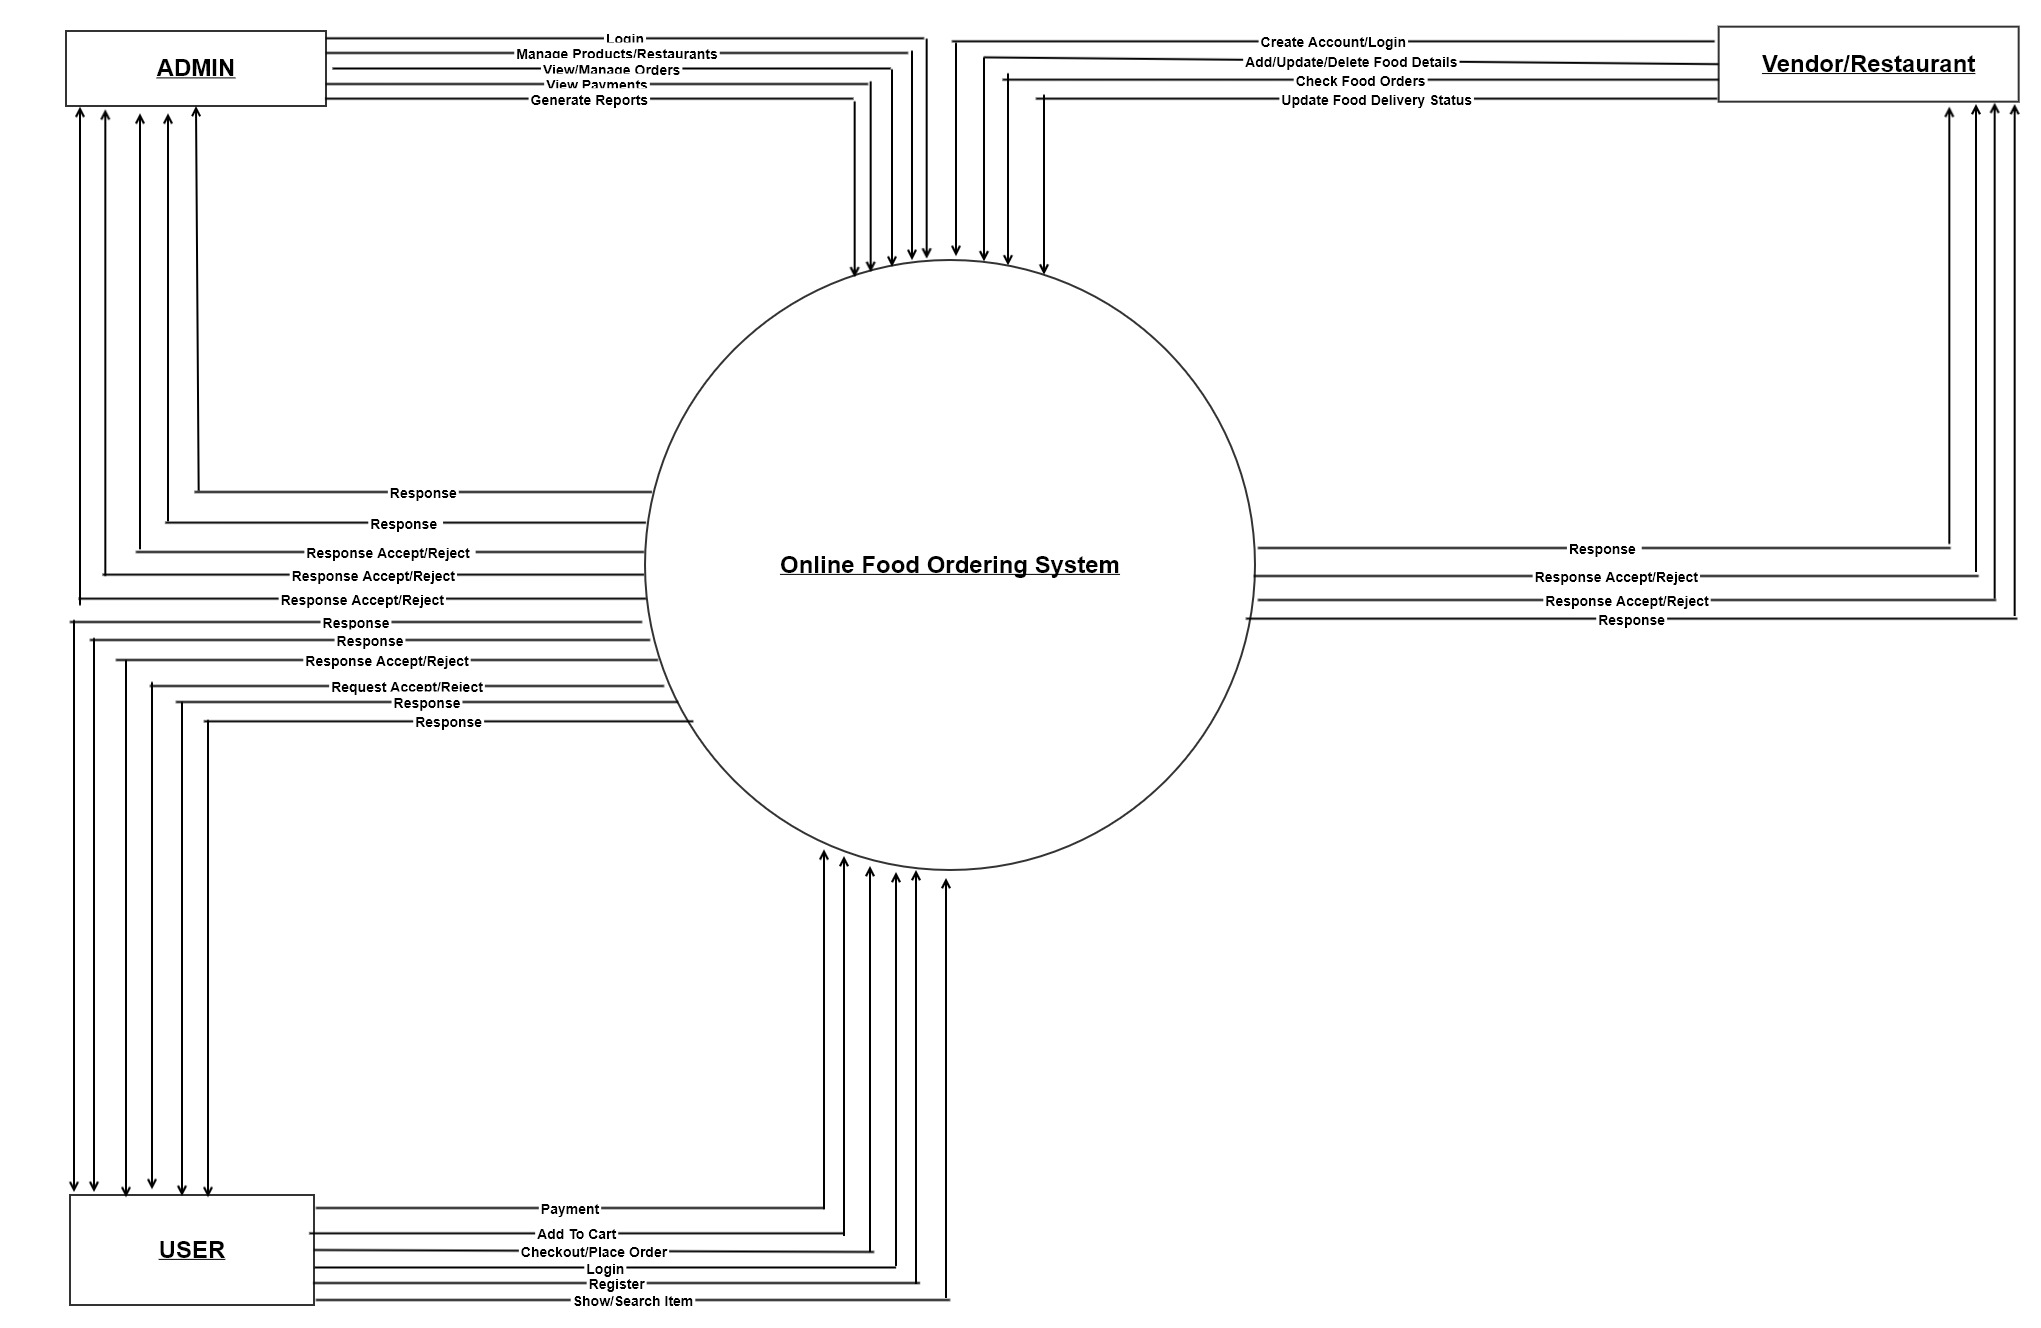 ADMIN
Login
Manage Products/Restaurants
View/Manage Orders
View Payments
Generate Reports
Create Account/Login
Add/Update/Delete Food Details
Check Food Orders
Update Food Delivery Status
Vendor/Restaurant
Response
Response
Response Accept/Reject
Response Accept/Reject
Response Accept/Reject
Response
Response
Response Accept/Reject
Request Accept/Reject
Response
Response
Online Food Ordering System
Response
Response Accept/Reject
Response Accept/Reject
Response
USER
Payment
Add To Cart
Checkout/Place Order
Login
Register
Show/Search Item